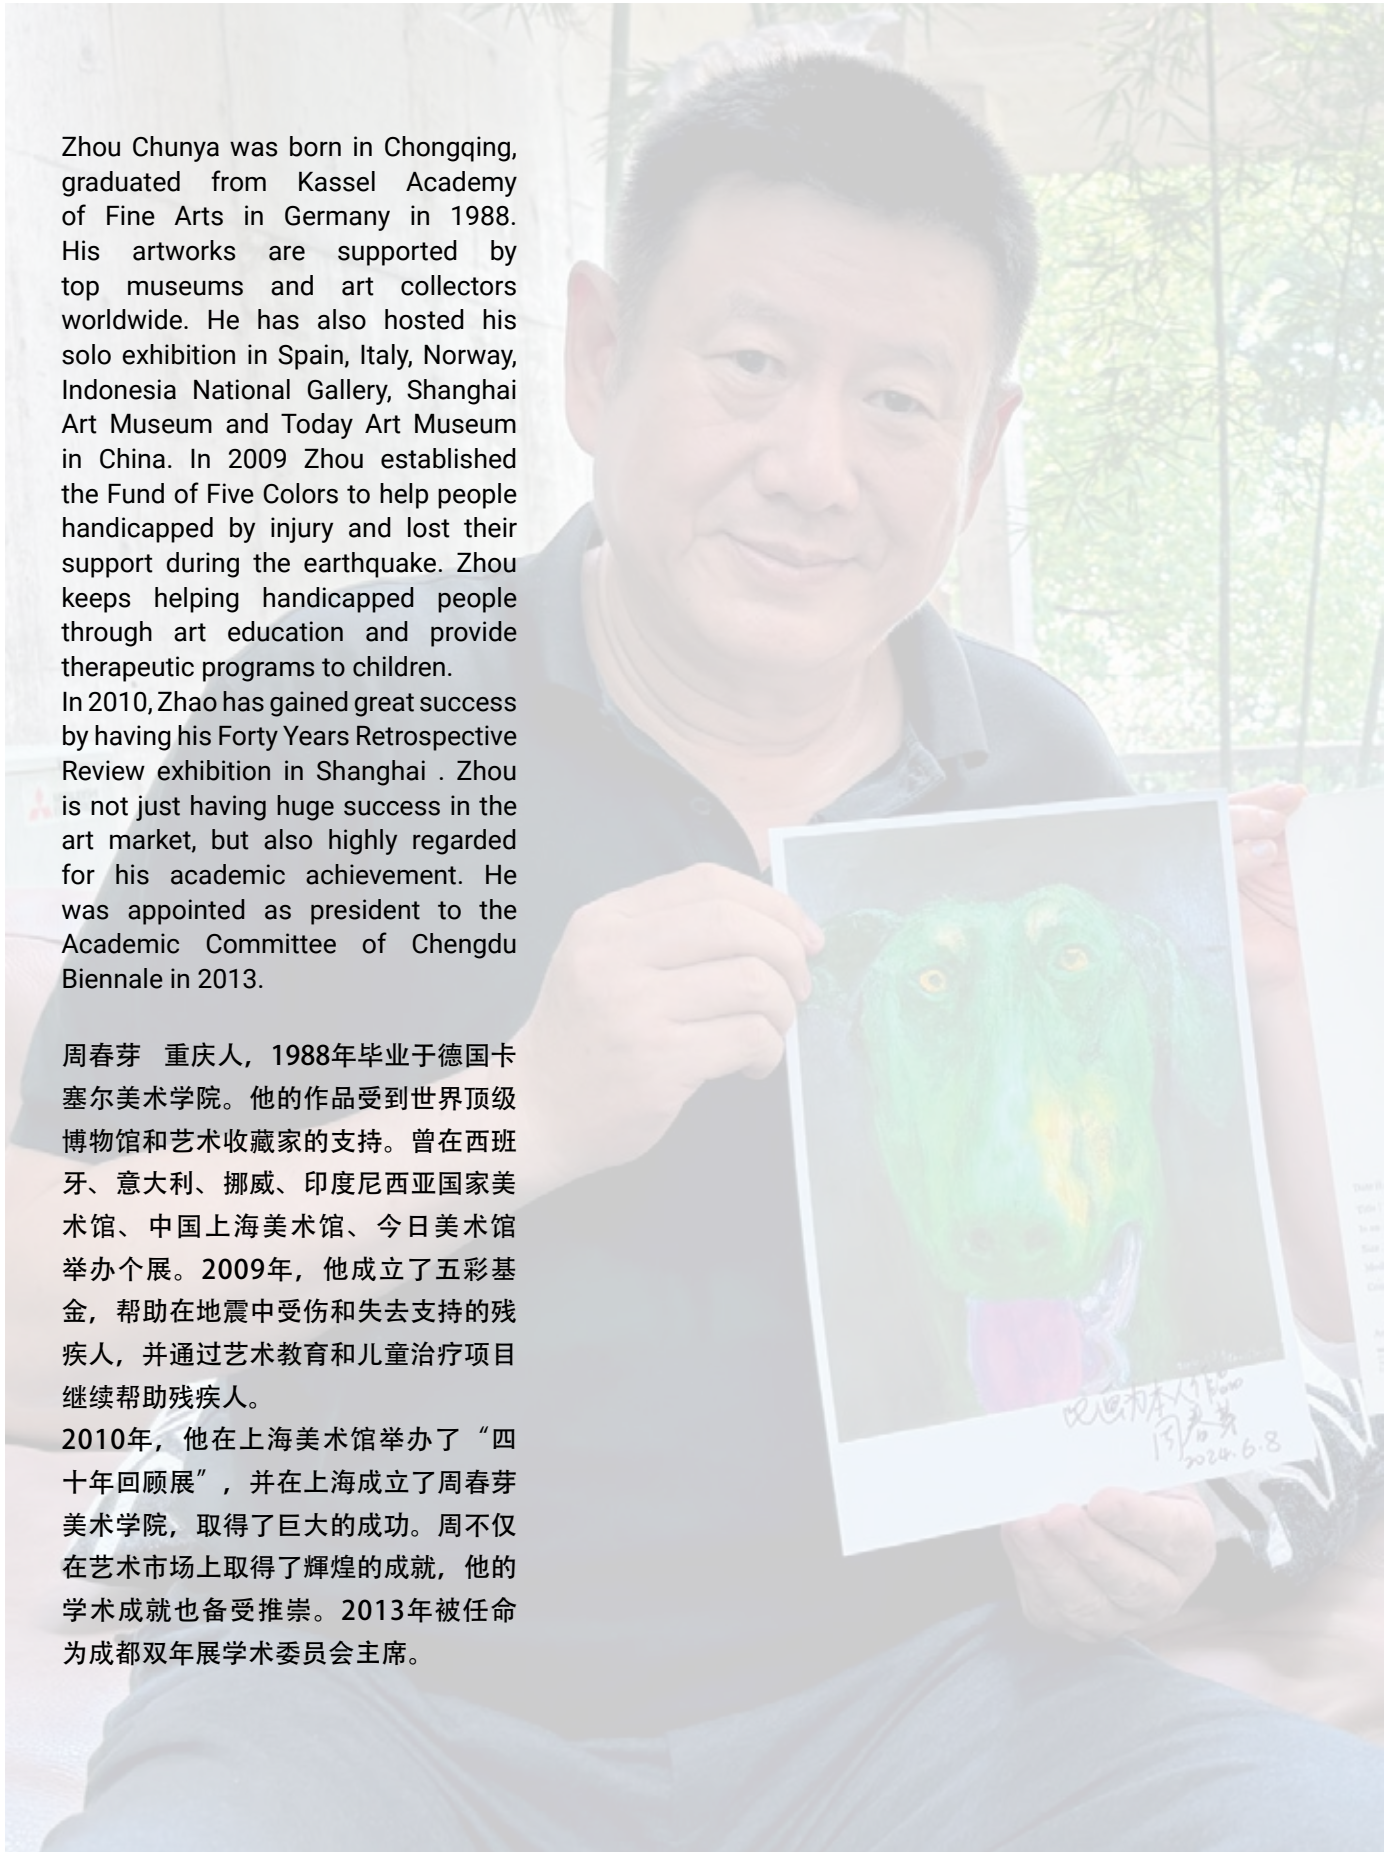 Zhou Chunya was born in Chongqing,
graduated from Kassel Academy
of Fine Arts in Germany in 1988.
His artworks are supported by
top museums and art collectors
worldwide. He has also hosted his
solo exhibition in Spain, Italy, Norway,
Indonesia National Gallery, Shanghai
Art Museum and Today Art Museum
in China. In 2009 Zhou established
the Fund of Five Colors to help people
handicapped by injury and lost their
support during the earthquake. Zhou
keeps helping handicapped people
through art education and provide
therapeutic programs to children.
In 2010, Zhao has gained great success
by having his Forty Years Retrospective
Review exhibition in Shanghai . Zhou
is not just having huge success in the
art market, but also highly regarded
for his academic achievement. He
was appointed as president to the
Academic Committee of Chengdu
Biennale in 2013.
周春芽 重庆人，1988年毕业于德国卡
塞尔美术学院。他的作品受到世界顶级
博物馆和艺术收藏家的支持。曾在西班
牙、意大利、挪威、印度尼西亚国家美
术馆、中国上海美术馆、今日美术馆
举办个展。2009年，他成立了五彩基
金，帮助在地震中受伤和失去支持的残
疾人，并通过艺术教育和儿童治疗项目
继续帮助残疾人。
2010年，他在上海美术馆举办了“四
十年回顾展”，并在上海成立了周春芽
美术学院，取得了巨大的成功。周不仅
在艺术市场上取得了輝煌的成就，他的
学术成就也备受推崇。2013年被任命
为成都双年展学术委员会主席。
为本人作品
周春芽
2024.6.8